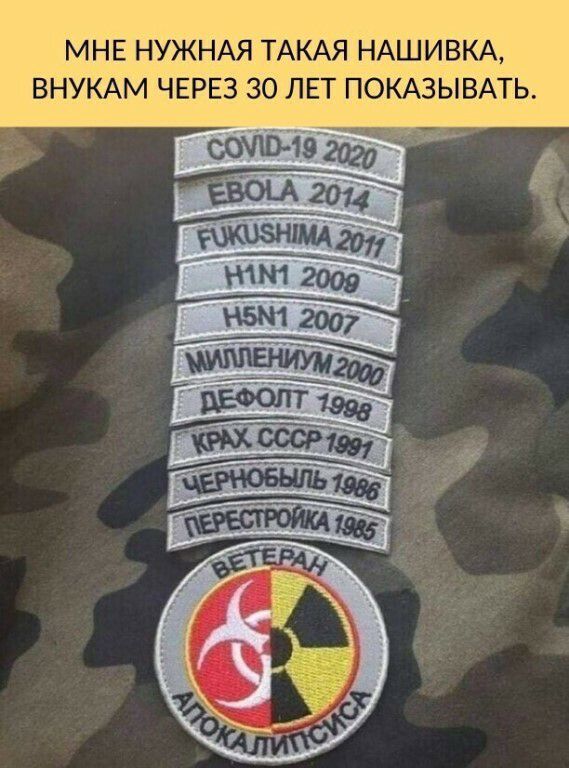 МНЕ НУЖНАЯ ТАКАЯ НАШИВКА,
ВНУКАМ ЧЕРЕЗ 30 ЛЕТ ПОКАЗЫВАТЬ.
COVID-19 2020
EBOLA 2014
FUKUSHIMA 2011
H1N1 2009
H5N1 2007
МИЛЛЕНИУМ 2000
ДЕФОЛТ 1998
КРАХ СССР 1991
ЧЕРНОБЫЛЬ 1986
ПЕРЕСТРОЙКА 1985
ВЕТЕРАН
АПОКАЛИПСИСА